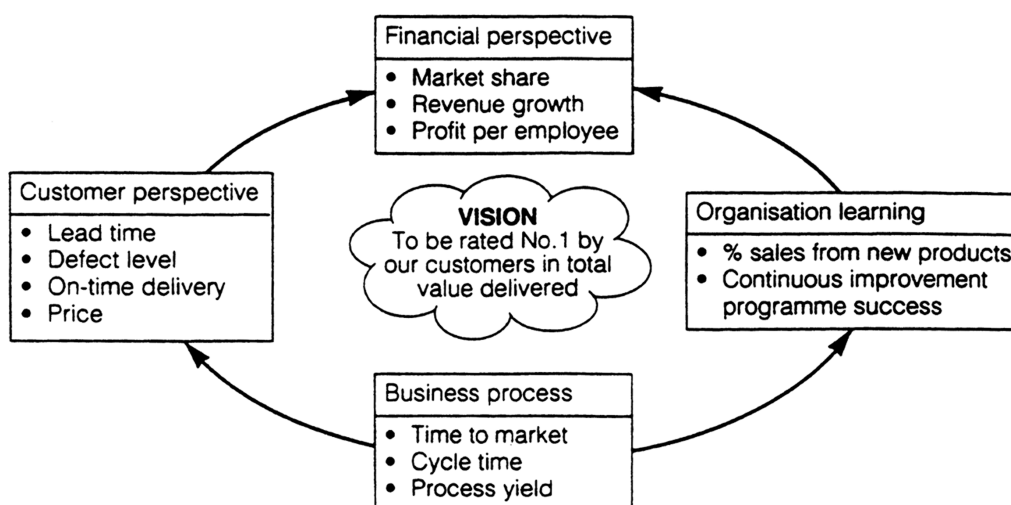 Financial perspective
• Market share
• Revenue growth
• Profit per employee
Customer perspective
• Lead time
• Defect level
• On-time delivery
• Price
VISION
To be rated No.1 by
our customers in total
value delivered
Organisation learning
• % sales from new products
• Continuous improvement
programme success
Business process
• Time to market
• Cycle time
• Process yield